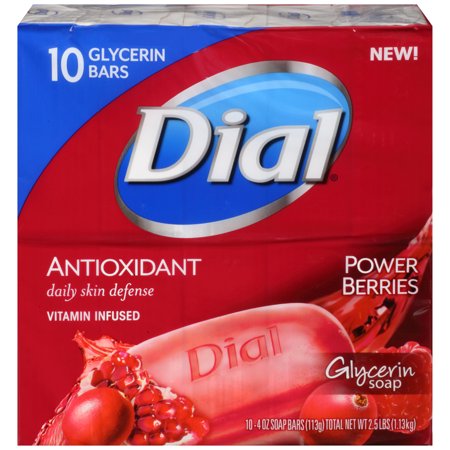 10 GLYCERIN
BARS
NEW!
Dial®
ANTIOXIDANT
daily skin defense
VITAMIN INFUSED
POWER
BERRIES
Dial
Glycerin
soap
10 - 4 OZ SOAP BARS (113g) TOTAL NET WT 2.5 LBS (1.13kg)